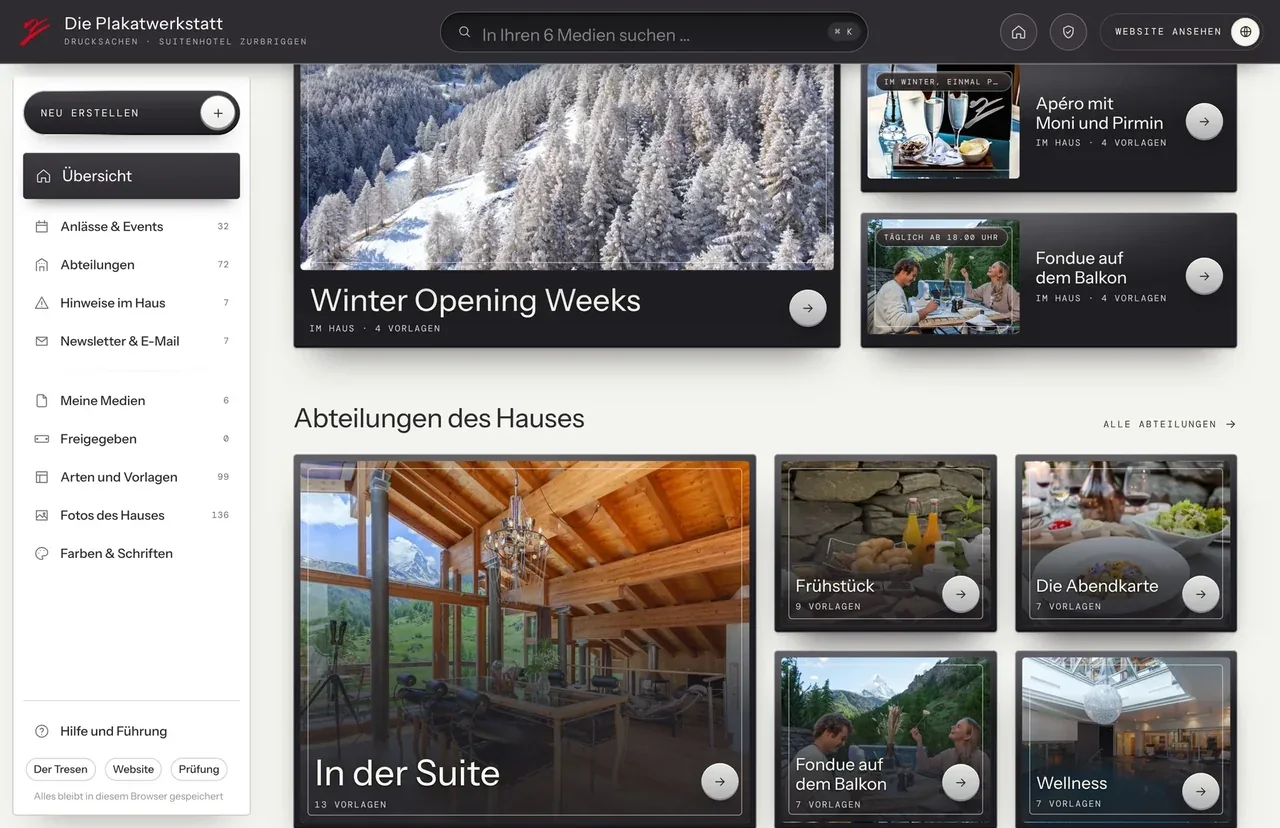 Die Plakatwerkstatt
DRUCKSACHEN · SUITENHOTEL ZURBRIGGEN
In Ihren 6 Medien suchen …
⌘ K
WEBSITE ANSEHEN
NEU ERSTELLEN
Übersicht
Anlässe & Events 32
Abteilungen 72
Hinweise im Haus 7
Newsletter & E-Mail 7
Meine Medien 6
Freigegeben 0
Arten und Vorlagen 99
Fotos des Hauses 136
Farben & Schriften
Hilfe und Führung
Der Tresen
Website
Prüfung
Alles bleibt in diesem Browser gespeichert
Winter Opening Weeks
IM HAUS · 4 VORLAGEN
IM WINTER, EINMAL P…
Apéro mit
Moni und Pirmin
IM HAUS · 4 VORLAGEN
TÄGLICH AB 18.00 UHR
Fondue auf
dem Balkon
IM HAUS · 4 VORLAGEN
Abteilungen des Hauses
ALLE ABTEILUNGEN →
In der Suite
13 VORLAGEN
Frühstück
9 VORLAGEN
Die Abendkarte
7 VORLAGEN
Fondue auf
dem Balkon
7 VORLAGEN
Wellness
7 VORLAGEN